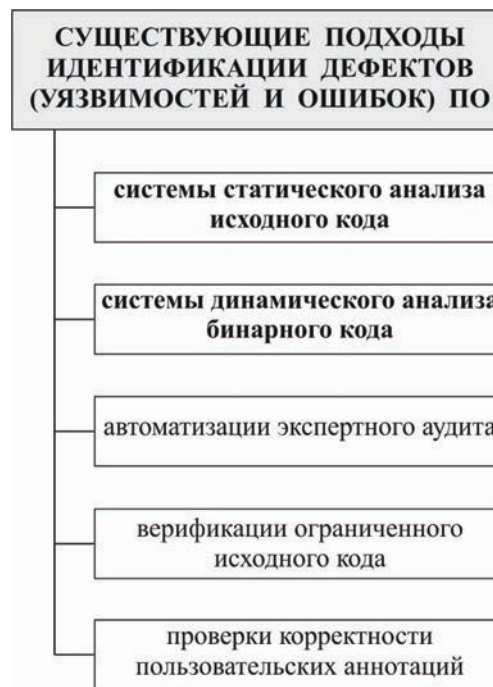 СУЩЕСТВУЮЩИЕ ПОДХОДЫ
ИДЕНТИФИКАЦИИ ДЕФЕКТОВ
(УЯЗВИМОСТЕЙ И ОШИБОК) ПО
системы статического анализа
исходного кода
системы динамического анализа
бинарного кода
автоматизации экспертного аудита
верификации ограниченного
исходного кода
проверки корректности
пользовательских аннотаций